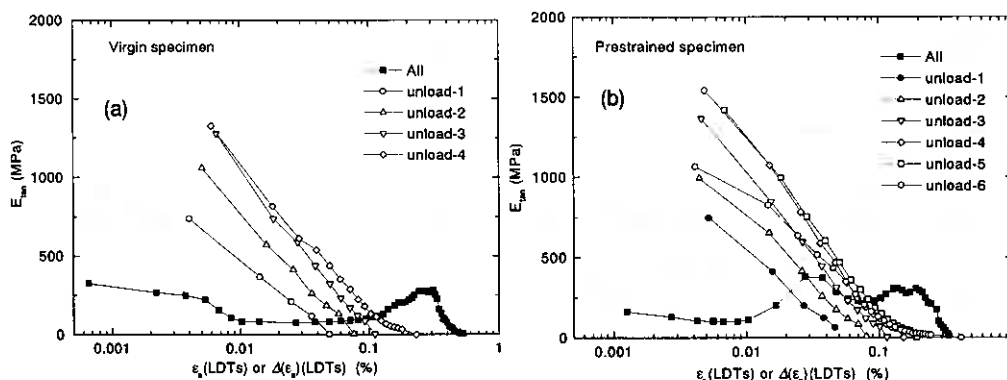 2000
1500
1000
500
0
E_tan (MPa)
Virgin specimen
(a)
All
unload-1
unload-2
unload-3
unload-4
0.001
0.01
0.1
1
ε_a(LDTs) or Δ(ε_a)(LDTs) (%)
2000
1500
1000
500
0
E_tan (MPa)
Prestrained specimen
(b)
All
unload-1
unload-2
unload-3
unload-4
unload-5
unload-6
0.001
0.01
0.1
1
(LDTs) or (LDTs) (%)